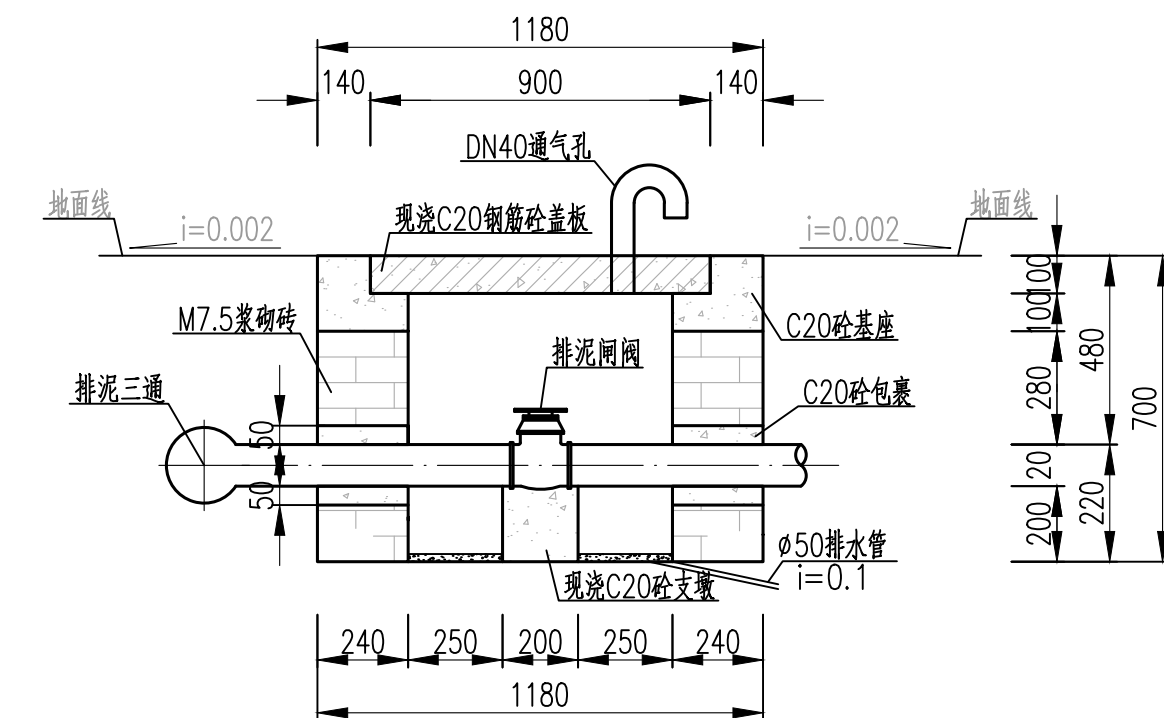 1180
140
900
140
DN40通气孔
地面线
地面线
现浇C20钢筋砼盖板
i=0.002
i=0.002
100
100
M7.5浆砌砖
C20砼基座
排泥闸阀
480
280
排泥三通
C20砼包裹
700
50
20
50
220
200
ϕ50排水管
i=0.1
现浇C20砼支墩
240
250
200
250
240
1180